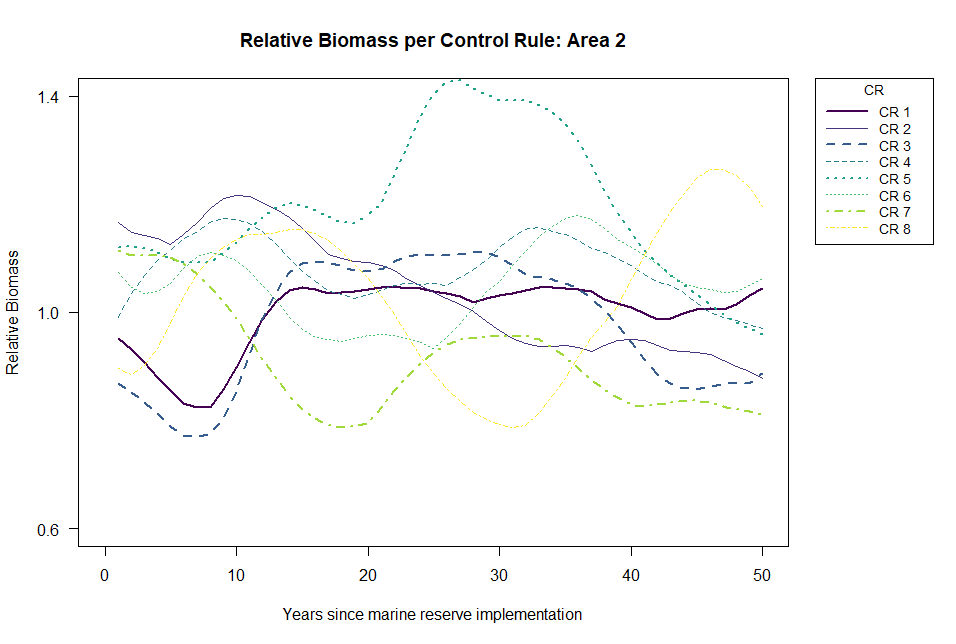 Relative Biomass per Control Rule: Area 2
CR
CR 1
CR 2
CR 3
CR 4
CR 5
CR 6
CR 7
CR 8
1.4
1.0
0.6
Relative Biomass
0 10 20 30 40 50
Years since marine reserve implementation